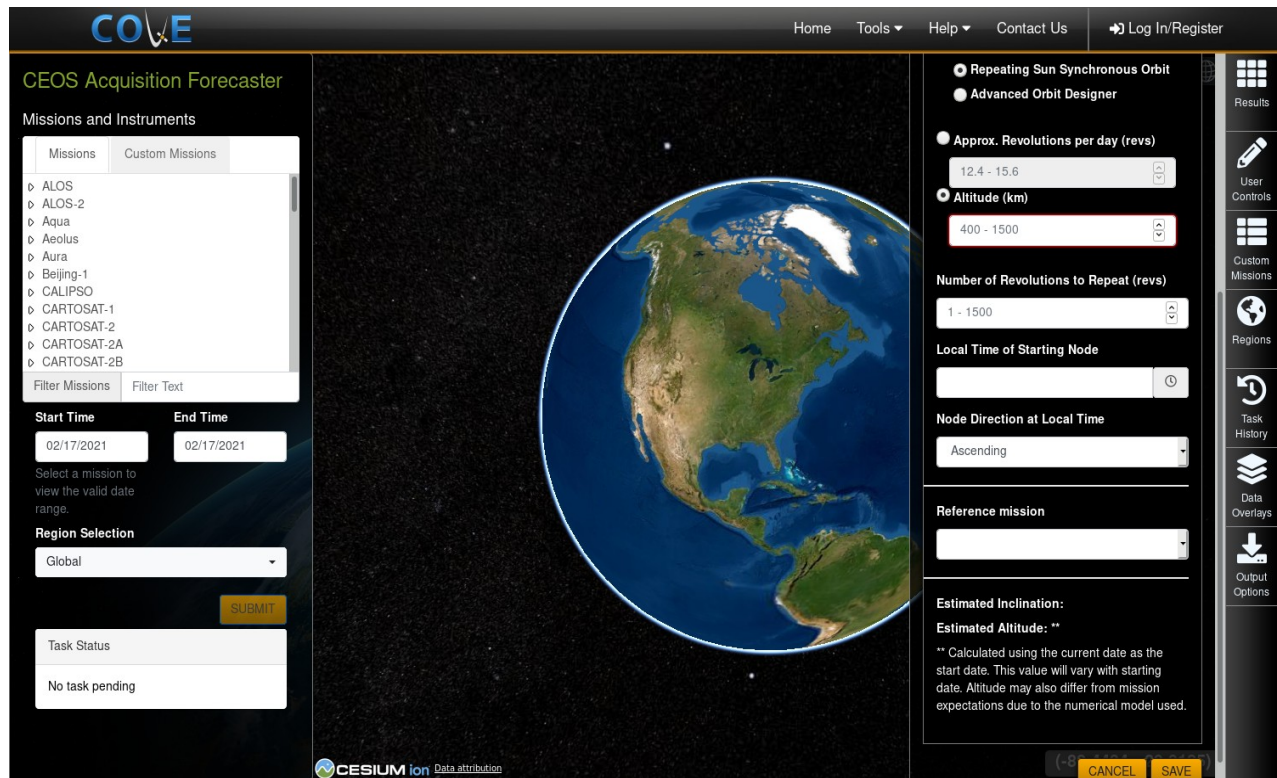 COVE
Home Tools Help Contact Us Log In/Register
CEOS Acquisition Forecaster
Missions and Instruments
Missions Custom Missions
ALOS
ALOS-2
Aqua
Aeolus
Aura
Beijing-1
CALIPSO
CARTOSAT-1
CARTOSAT-2
CARTOSAT-2A
CARTOSAT-2B
Filter Missions Filter Text
Start Time End Time
02/17/2021 02/17/2021
Select a mission to
view the valid date
range.
Region Selection
Global
SUBMIT
Task Status
No task pending
CESIUM ion Data attribution
Repeating Sun Synchronous Orbit
Advanced Orbit Designer
Approx. Revolutions per day (revs)
12.4 - 15.6
Altitude (km)
400 - 1500
Number of Revolutions to Repeat (revs)
1 - 1500
Local Time of Starting Node
Node Direction at Local Time
Ascending
Reference mission
Estimated Inclination:
Estimated Altitude: **
** Calculated using the current date as the
start date. This value will vary with starting
date. Altitude may also differ from mission
expectations due to the numerical model used.
CANCEL SAVE
Results
User
Controls
Custom
Missions
Regions
Task
History
Data
Overlays
Output
Options